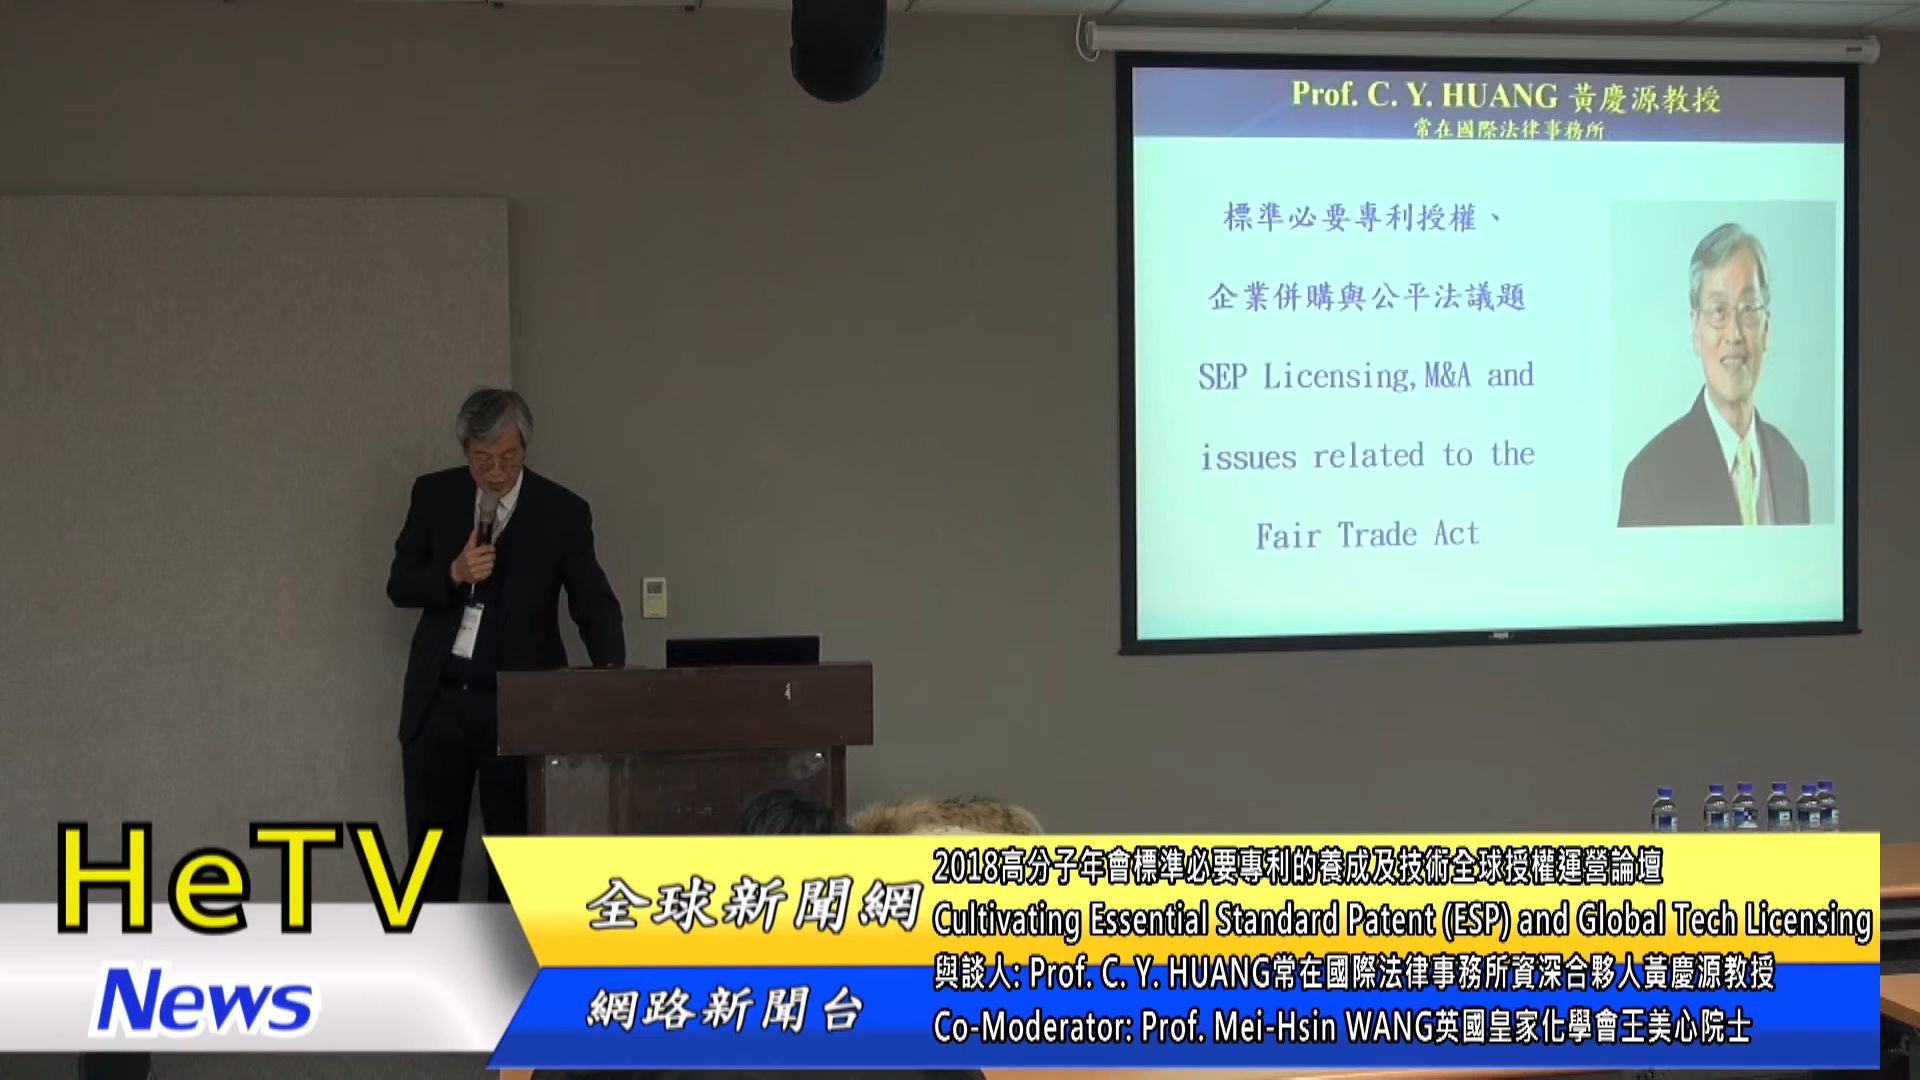 Prof. C. Y. HUANG 黃慶源教授
常在國際法律事務所
標準必要專利授權、
企業併購與公平法議題
SEP Licensing,M&A and
issues related to the
Fair Trade Act
HeTV
News
全球新聞網
網路新聞台
2018高分子年會標準必要專利的養成及技術全球授權運營論壇
Cultivating Essential Standard Patent (ESP) and Global Tech Licensing
與談人: Prof. C. Y. HUANG常在國際法律事務所資深合夥人黃慶源教授
Co-Moderator: Prof. Mei-Hsin WANG英國皇家化學會王美心院士